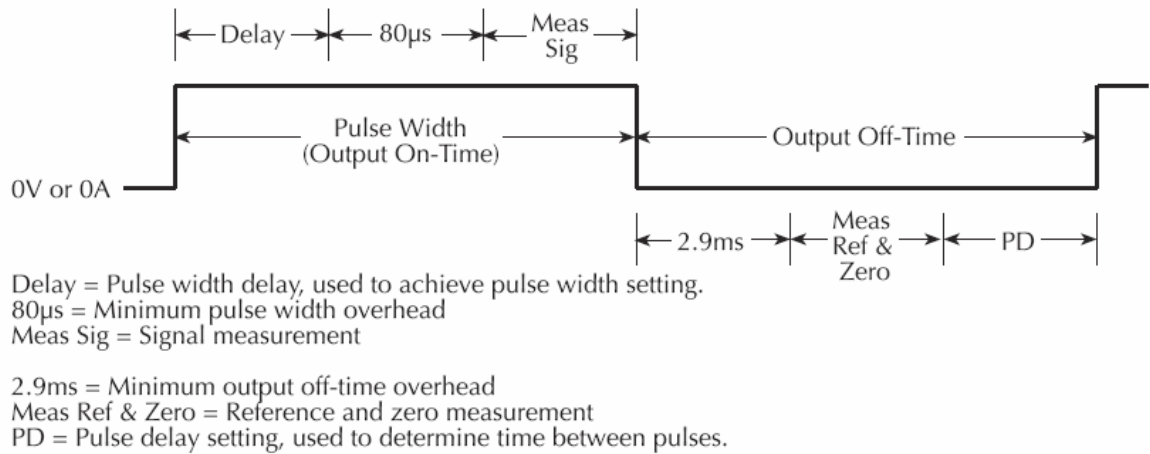 Delay
80µs
Meas
Sig
Pulse Width
(Output On-Time)
Output Off-Time
0V or 0A
2.9ms
Meas
Ref &
Zero
PD
Delay = Pulse width delay, used to achieve pulse width setting.
80µs = Minimum pulse width overhead
Meas Sig = Signal measurement
2.9ms = Minimum output off-time overhead
Meas Ref & Zero = Reference and zero measurement
PD = Pulse delay setting, used to determine time between pulses.